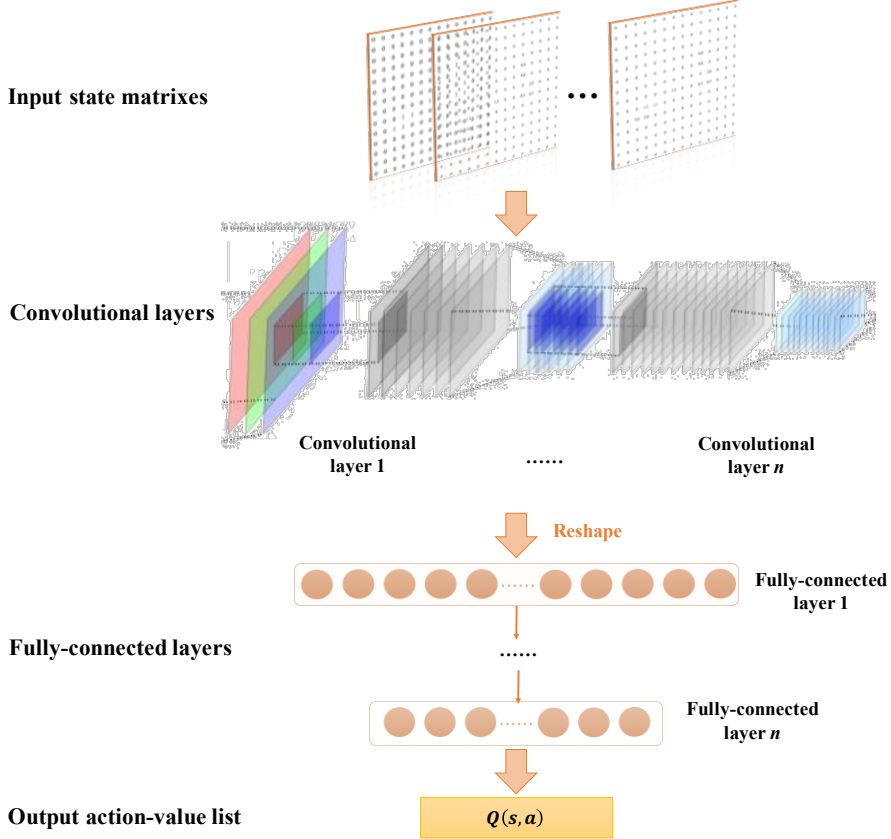 Input state matrixes
...
Convolutional layers
Convolutional
layer 1
......
Convolutional
layer n
Reshape
......
Fully-connected
layer 1
Fully-connected layers
......
......
Fully-connected
layer n
Output action-value list
Q(s, a)